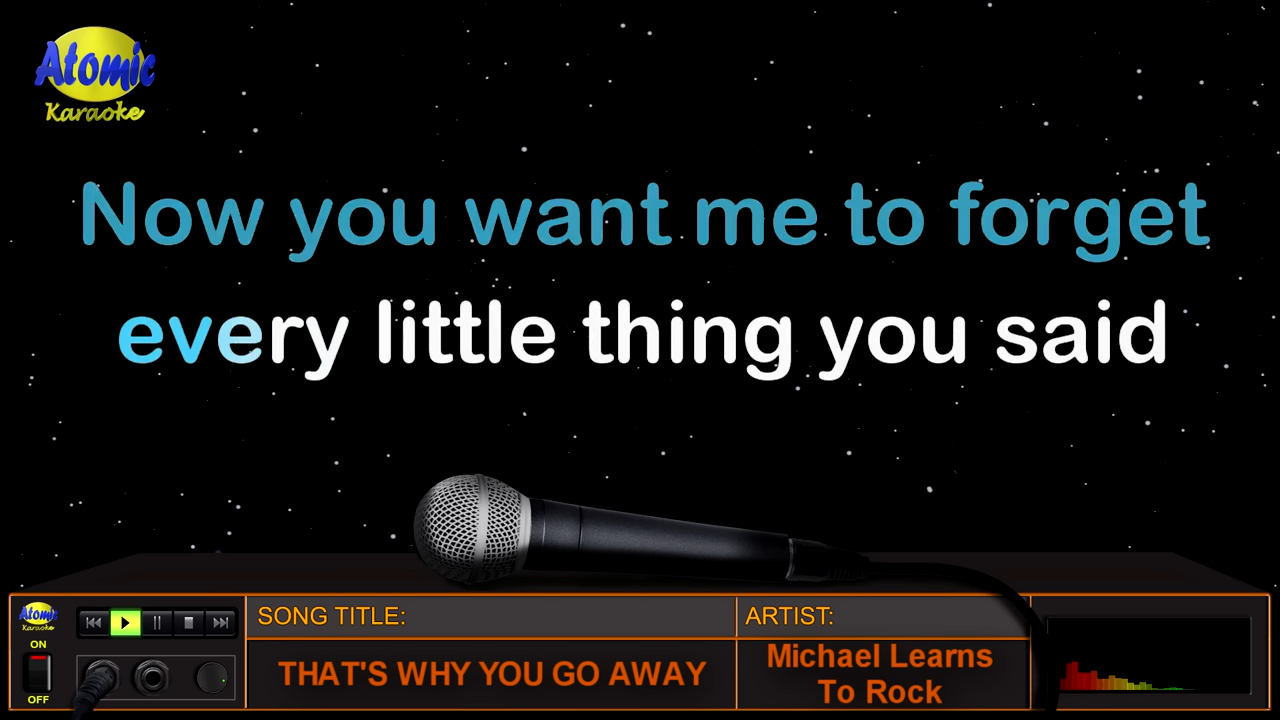 Atomic
Karaoke
Now you want me to forget
every little thing you said
Atomic
Karaoke
ON
OFF
SONG TITLE:
THAT'S WHY YOU GO AWAY
ARTIST:
Michael Learns
To Rock